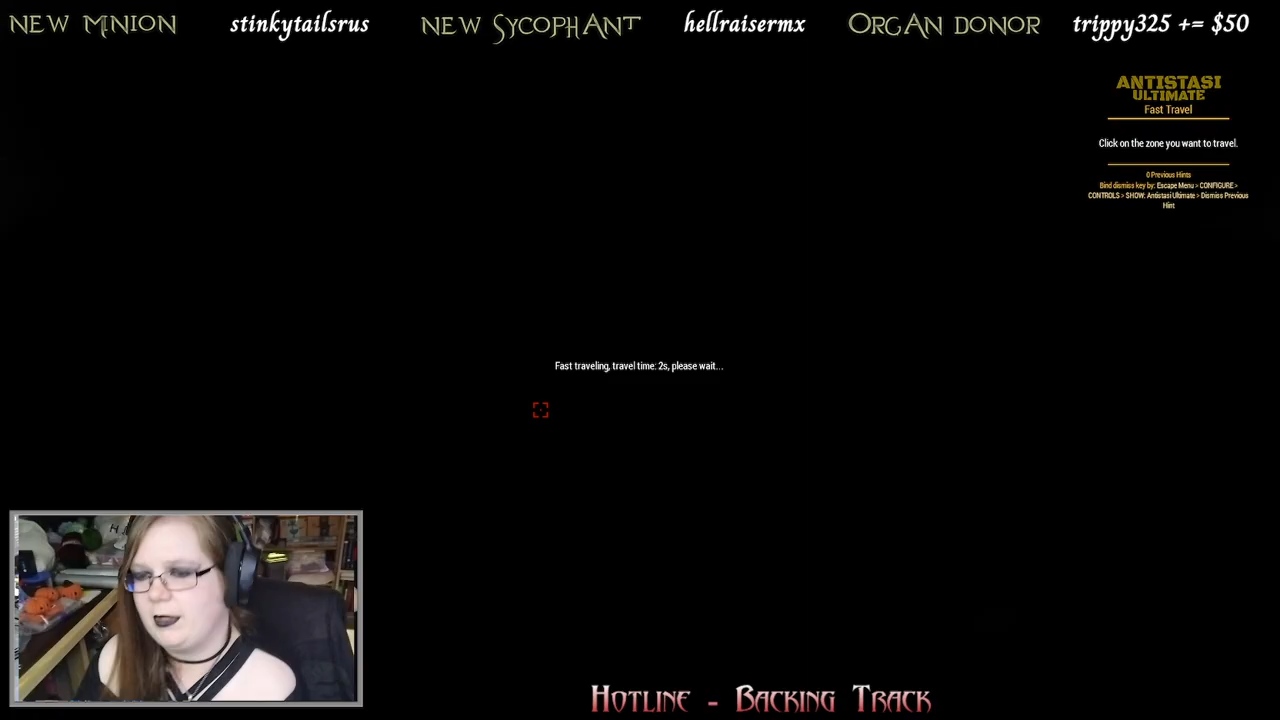 NEW MINION stinkytailsrus NEW SYCOPHANT hellraisermx ORGAN DONOR trippy325 += $50
ANTISTASI
ULTIMATE
Fast Travel
Click on the zone you want to travel.
0 Previous Hints
Bind dismiss key by: Escape Menu > CONFIGURE >
CONTROLS > SHOW: Antistasi Ultimate > Dismiss Previous
Hint
Fast traveling, travel time: 2s, please wait...
HOTLINE - BACKING TRACK